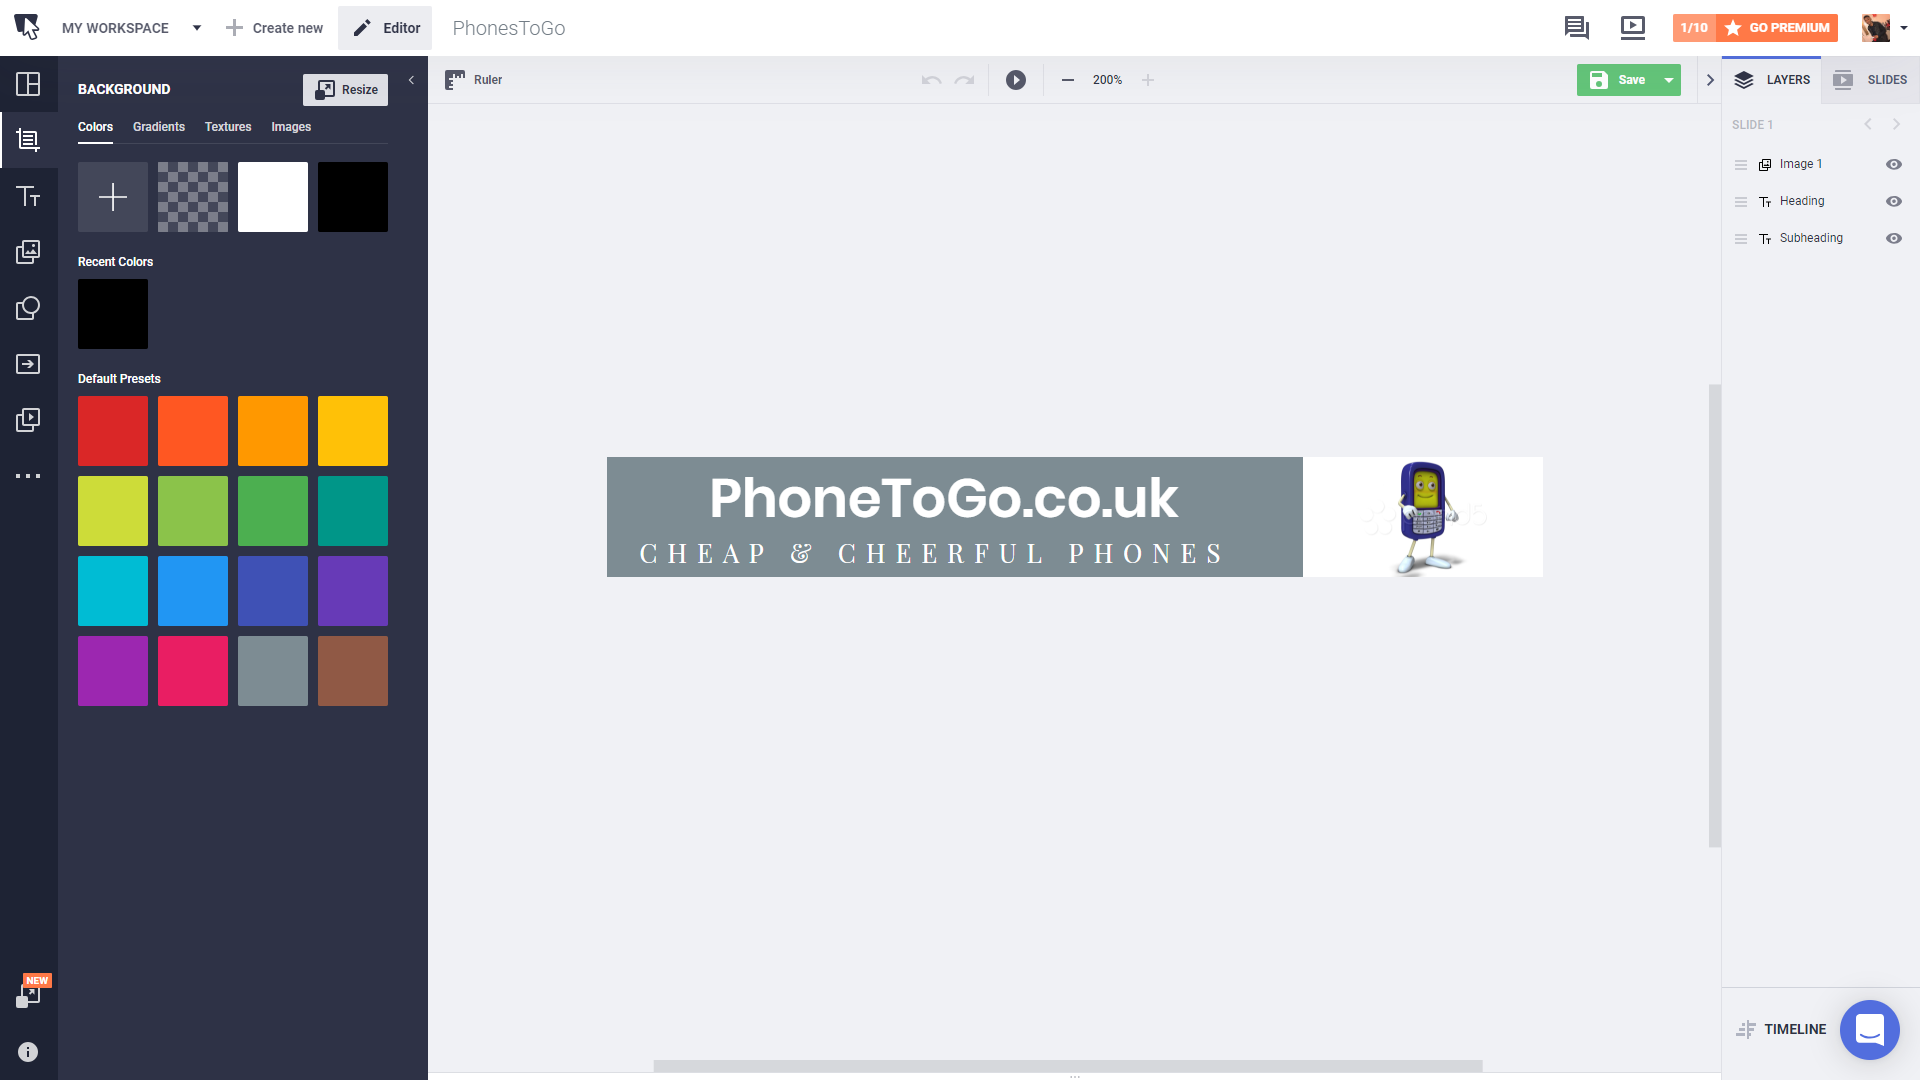 MY WORKSPACE
Create new
Editor
PhonesToGo
1/10
GO PREMIUM
BACKGROUND
Resize
Colors
Gradients
Textures
Images
Recent Colors
Default Presets
NEW
Ruler
200%
Save
PhoneToGo.co.uk
CHEAP & CHEERFUL PHONES
LAYERS
SLIDES
SLIDE 1
Image 1
Heading
Subheading
TIMELINE